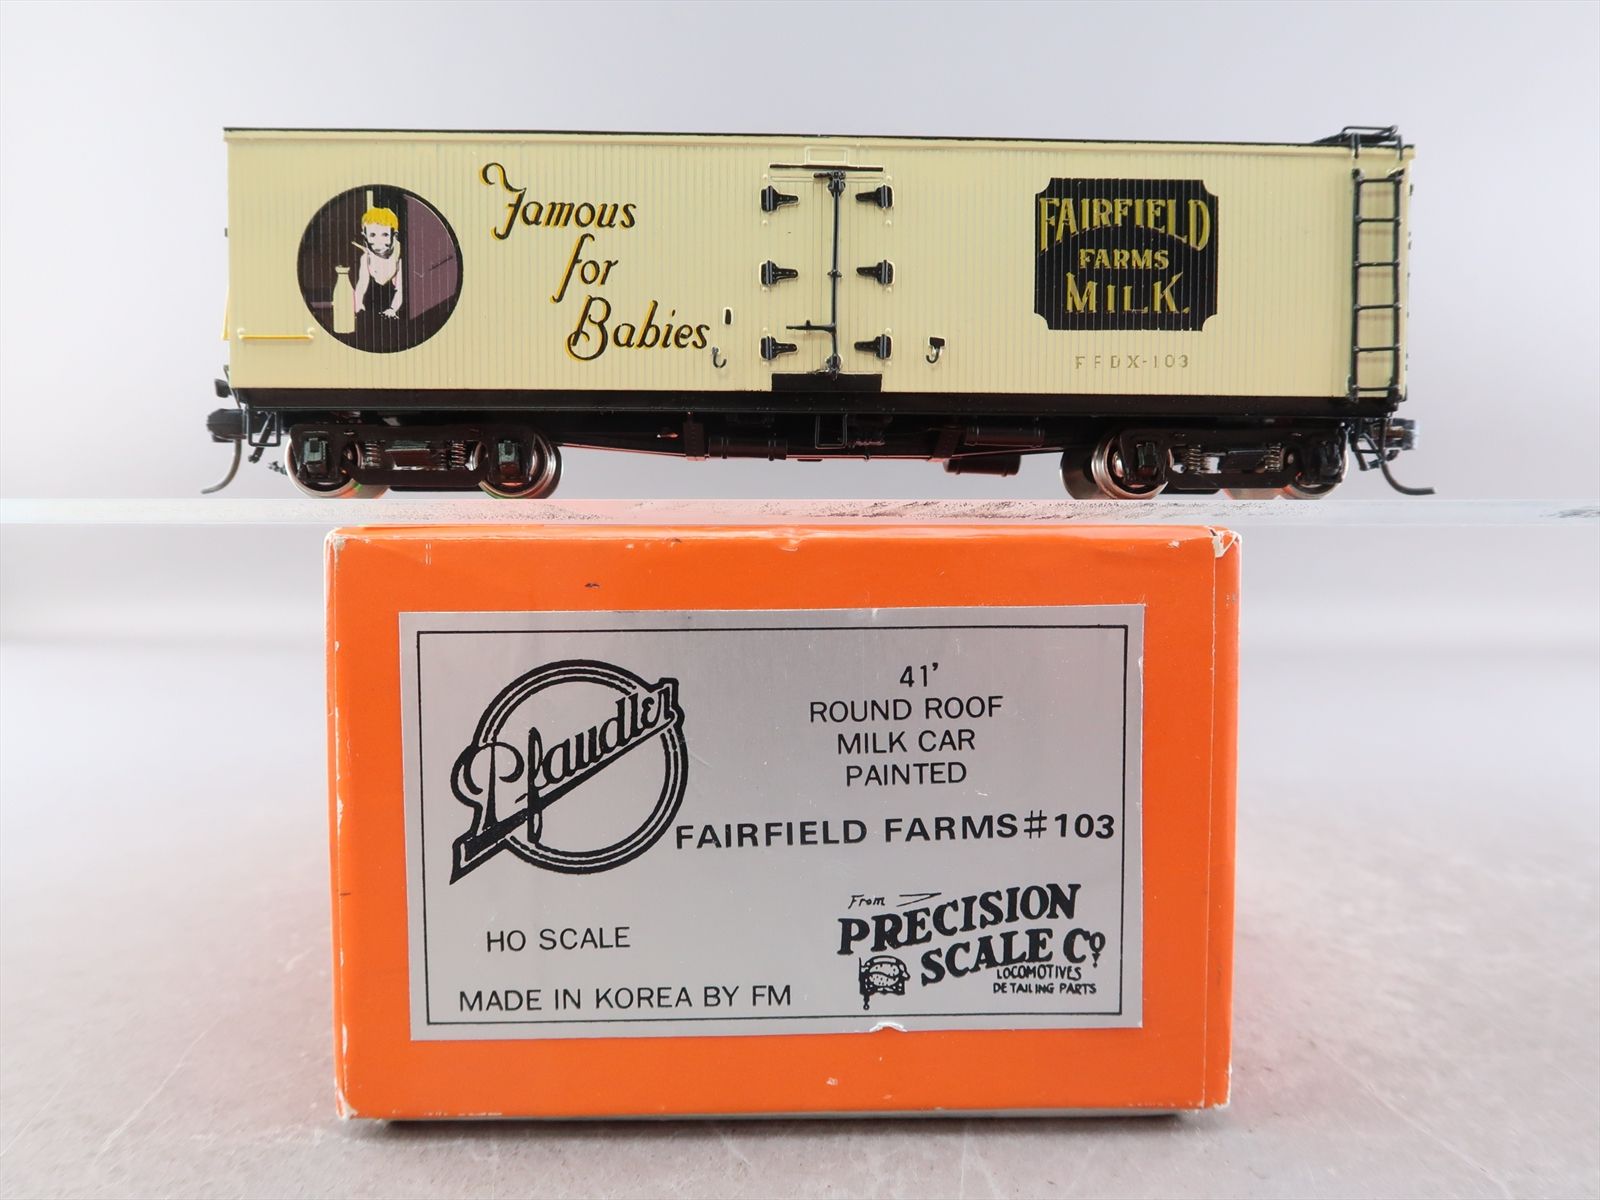 Famous
for
Babies
FAIRFIELD
FARMS
MILK.
FFDX-103
Pfaudler
41'
ROUND ROOF
MILK CAR
PAINTED
FAIRFIELD FARMS#103
HO SCALE
MADE IN KOREA BY FM
From
PRECISION
SCALE Co.
LOCOMOTIVES
DETAILING PARTS